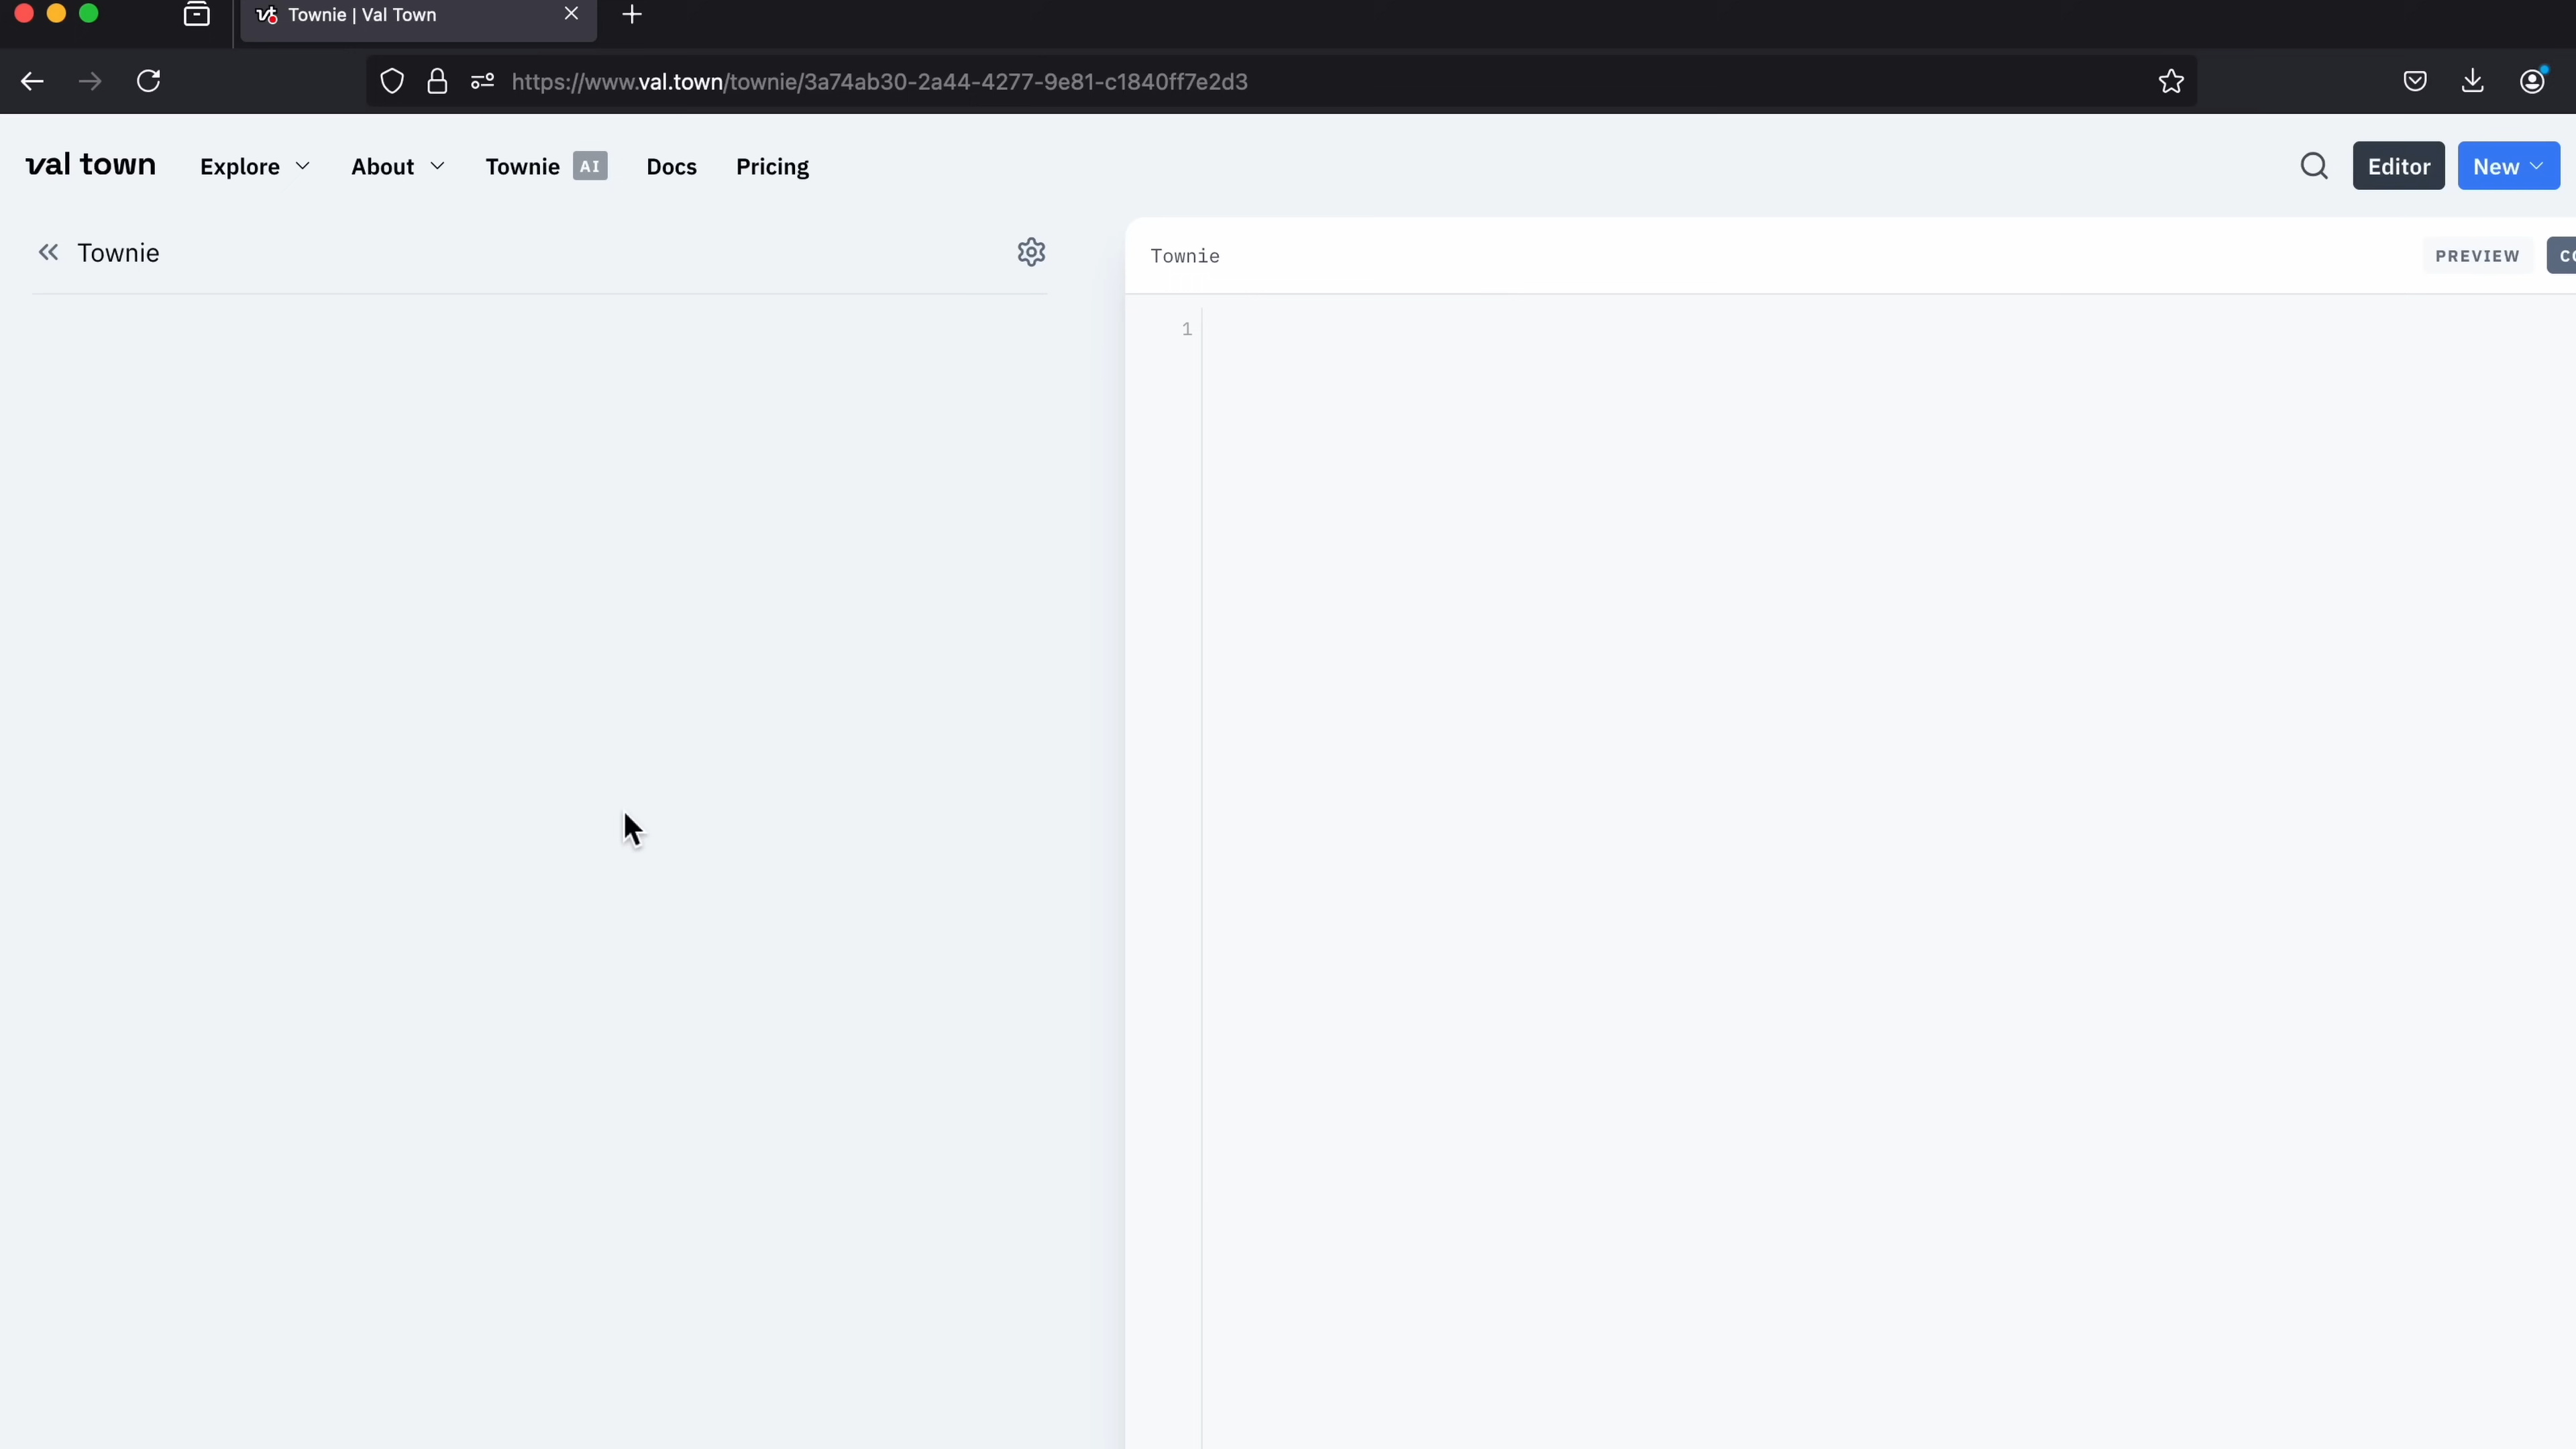 Townie | Val Town
https://www.val.town/townie/3a74ab30-2a44-4277-9e81-c1840ff7e2d3
val town Explore About Townie AI Docs Pricing Editor New
Townie
Townie PREVIEW CO
1